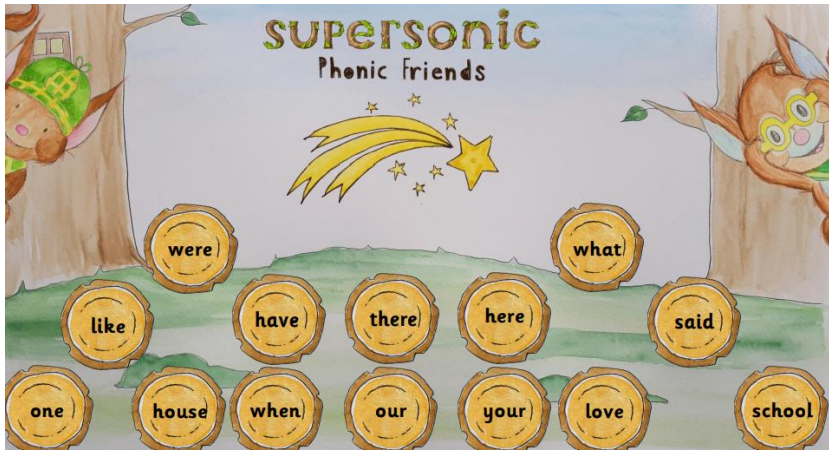 supersonic
Phonic Friends
were what
like have there here said
one house when our your love school